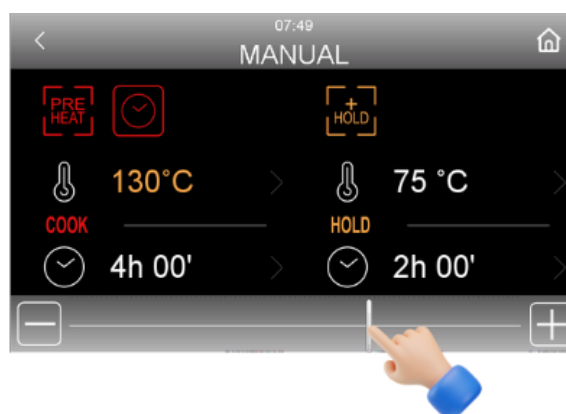 07:49
MANUAL
PRE
HEAT
+
HOLD
130°C
75 °C
COOK
HOLD
4h 00'
2h 00'